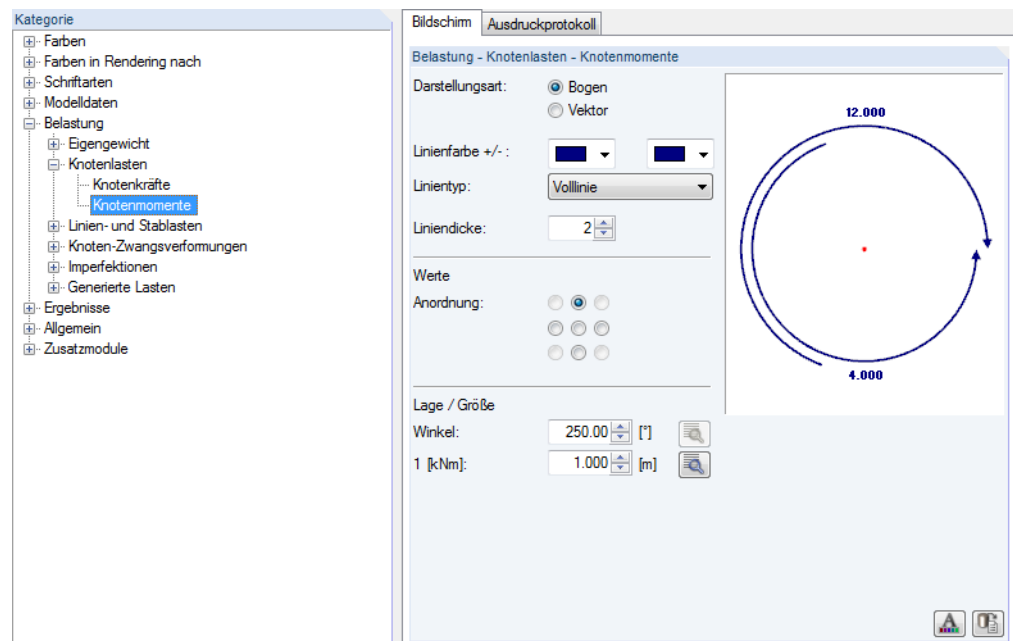 Kategorie
Farben
Farben in Rendering nach
Schriftarten
Modelldaten
Belastung
Eigengewicht
Knotenlasten
Knotenkräfte
Knotenmomente
Linien- und Stablasten
Knoten-Zwangsverformungen
Imperfektionen
Generierte Lasten
Ergebnisse
Allgemein
Zusatzmodule
Bildschirm Ausdruckprotokoll
Belastung - Knotenlasten - Knotenmomente
Darstellungsart: Bogen
Vektor
Linienfarbe +/- :
Linientyp: Volllinie
Liniendicke: 2
Werte
Anordnung:
Lage / Größe
Winkel: 250.00 [°]
1 [kNm]: 1.000 [m]
12.000
4.000
A